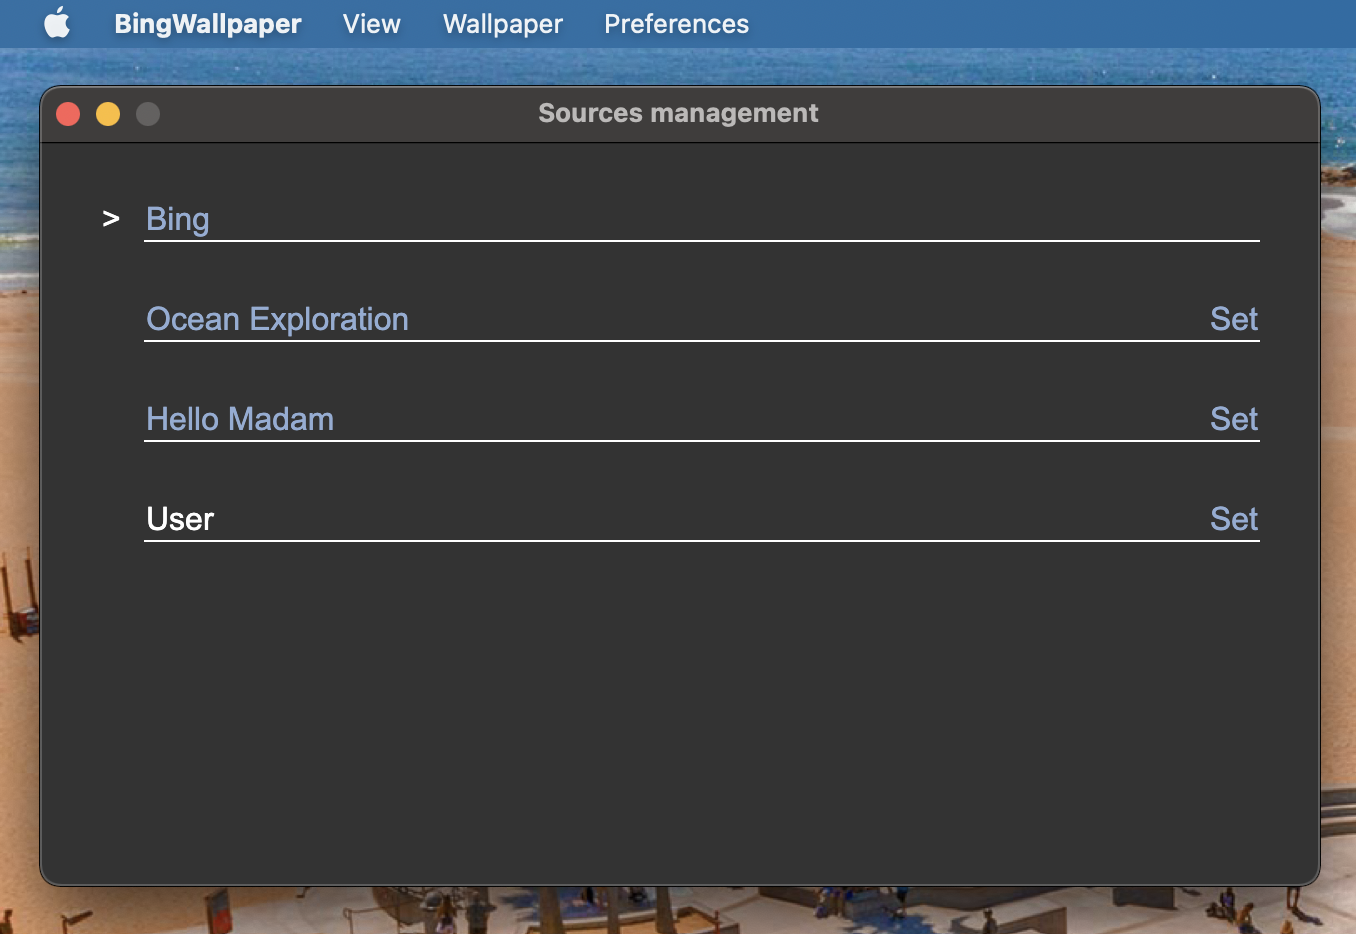 BingWallpaper View Wallpaper Preferences
Sources management
> Bing
Ocean Exploration Set
Hello Madam Set
User Set